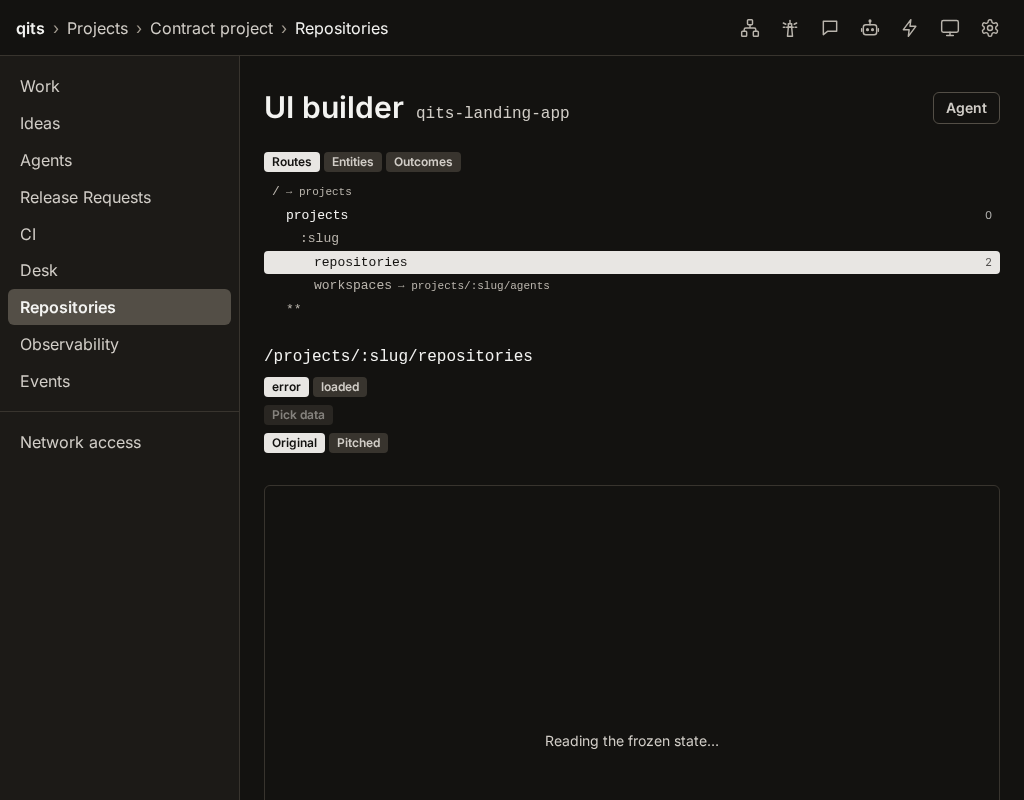 qits › Projects › Contract project › Repositories
Work
Ideas
Agents
Release Requests
CI
Desk
Repositories
Observability
Events
Network access
UI builder qits-landing-app
Agent
Routes Entities Outcomes
/ → projects
projects 0
:slug
repositories 2
workspaces → projects/:slug/agents
**
/projects/:slug/repositories
error loaded
Pick data
Original Pitched
Reading the frozen state…